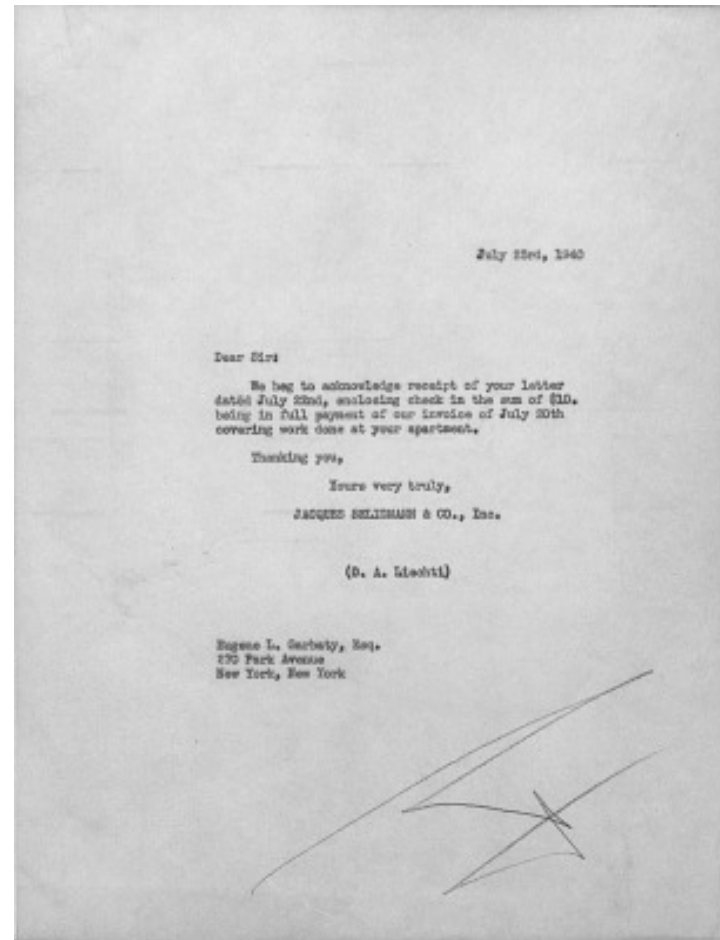 July 23rd, 1940
Dear Sir:
We beg to acknowledge receipt of your letter
dated July 22nd, enclosing check in the sum of $10.
being in full payment of our invoice of July 20th
covering work done at your apartment.
Thanking you,
Yours very truly,
JACQUES SELIGMANN & CO., Inc.
(D. A. Liechti)
Eugene L. Garbaty, Esq.
270 Park Avenue
New York, New York